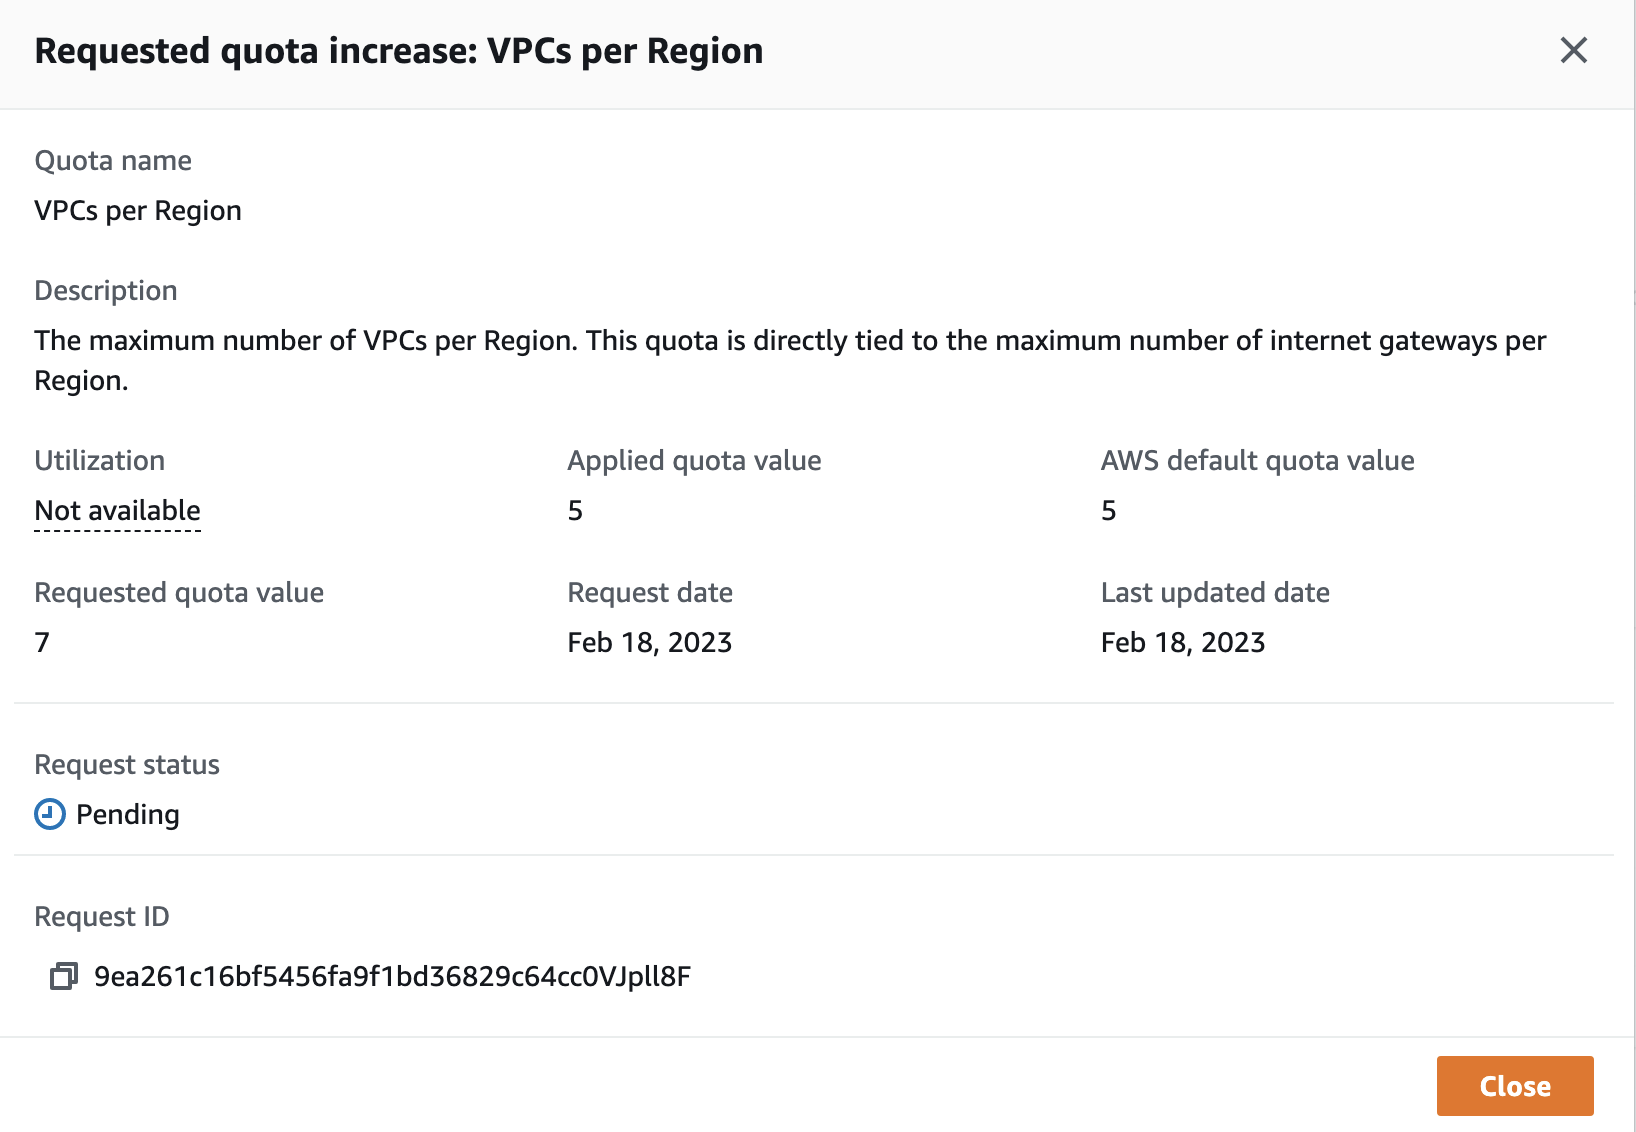 Requested quota increase: VPCs per Region
Quota name
VPCs per Region
Description
The maximum number of VPCs per Region. This quota is directly tied to the maximum number of internet gateways per
Region.
Utilization
Applied quota value
AWS default quota value
Not available
5
5
Requested quota value
Request date
Last updated date
7
Feb 18, 2023
Feb 18, 2023
Request status
Pending
Request ID
9ea261c16bf5456fa9f1bd36829c64cc0VJpll8F
Close